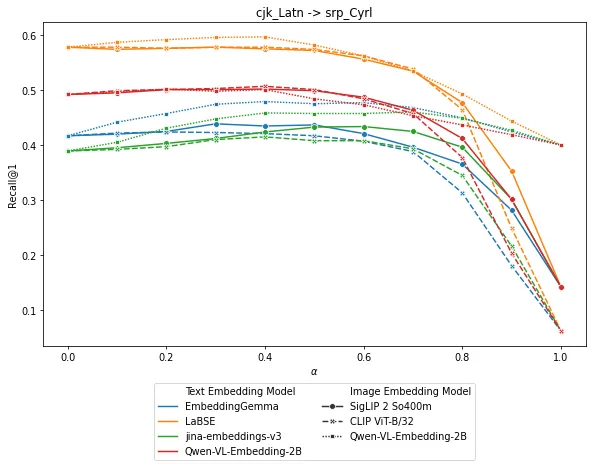 cjk_Latn -> srp_Cyrl
Recall@1
0.6
0.5
0.4
0.3
0.2
0.1
0.0 0.2 0.4 0.6 0.8 1.0
α
Text Embedding Model
EmbeddingGemma
LaBSE
jina-embeddings-v3
Qwen-VL-Embedding-2B
Image Embedding Model
SigLIP 2 So400m
CLIP ViT-B/32
Qwen-VL-Embedding-2B